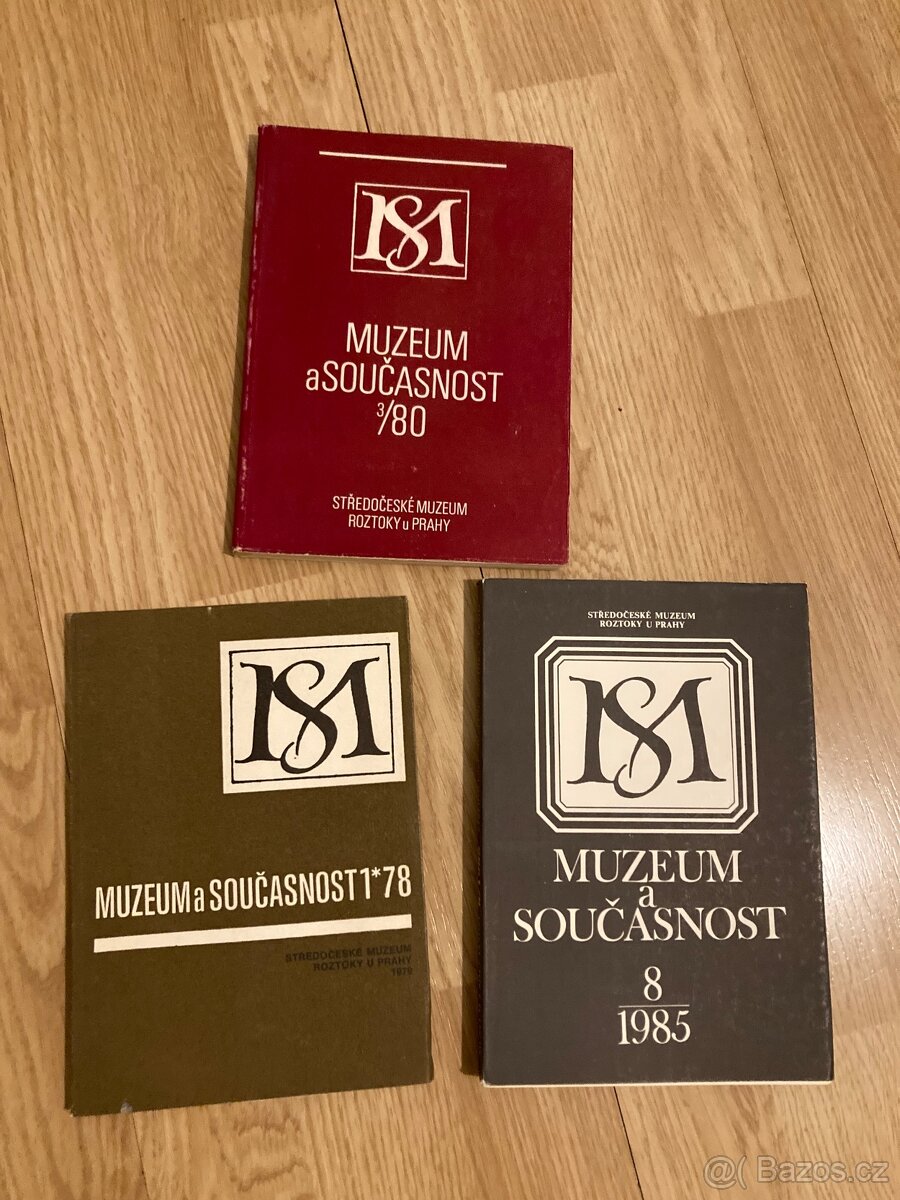 MUZEUM
a SOUČASNOST
3/80
STŘEDOČESKÉ MUZEUM
ROZTOKY u PRAHY
MUZEUM a SOUČASNOST 1*78
STŘEDOČESKÉ MUZEUM
ROZTOKY U PRAHY
STŘEDOČESKÉ MUZEUM
ROZTOKY U PRAHY
MUZEUM
a
SOUČASNOST
8
1985
Bazos.cz